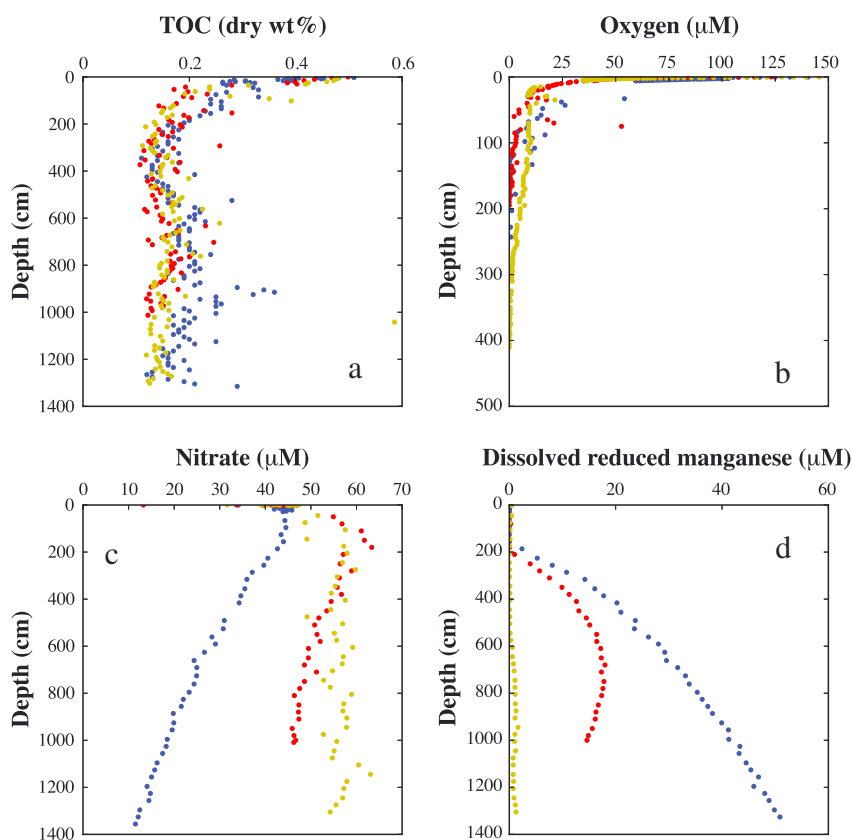 TOC (dry wt%)
0 0.2 0.4 0.6
0
200
400
600
800
1000
1200
1400
Depth (cm)
a
Oxygen (μM)
0 25 50 75 100 125 150
0
100
200
300
400
500
Depth (cm)
b
Nitrate (μM)
0 10 20 30 40 50 60 70
0
200
400
600
800
1000
1200
1400
Depth (cm)
c
Dissolved reduced manganese (μM)
0 20 40 60
0
200
400
600
800
1000
1200
1400
Depth (cm)
d